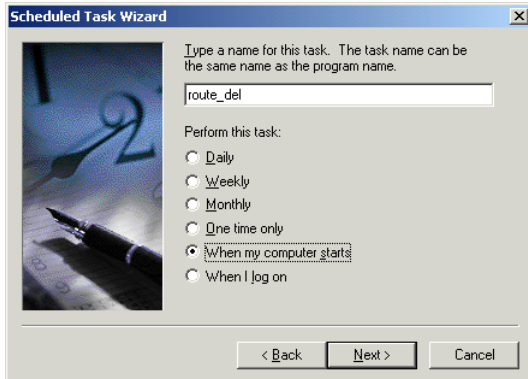 Scheduled Task Wizard
Type a name for this task. The task name can be
the same name as the program name.
route_del
Perform this task:
Daily
Weekly
Monthly
One time only
When my computer starts
When I log on
< Back
Next >
Cancel